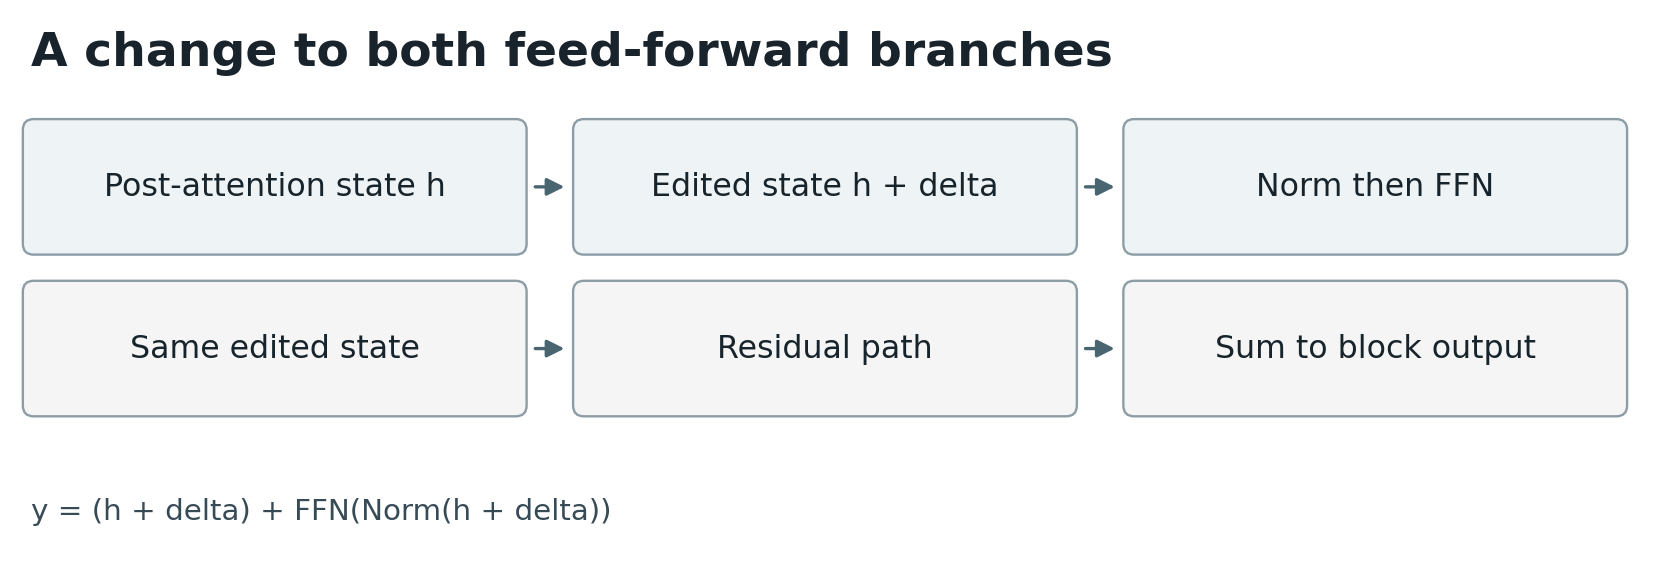 A change to both feed-forward branches
Post-attention state h
Edited state h + delta
Norm then FFN
Same edited state
Residual path
Sum to block output
y = (h + delta) + FFN(Norm(h + delta))